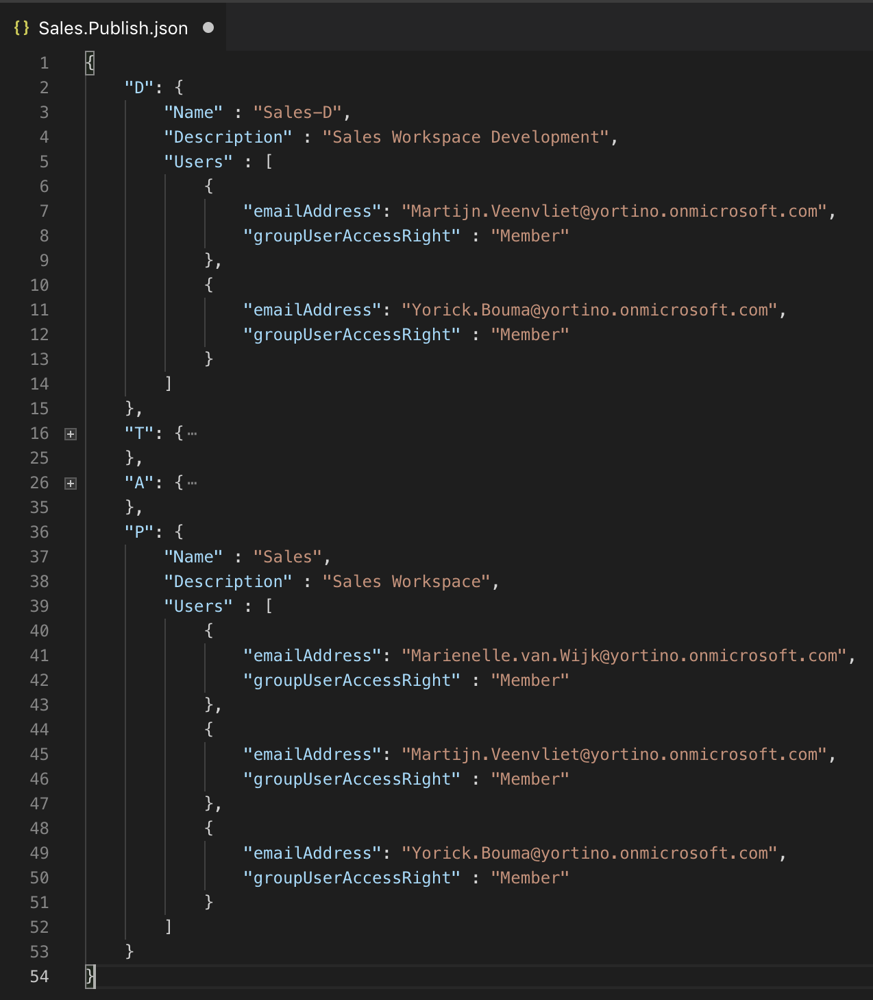 {} Sales.Publish.json
1 {
2 "D": {
3 "Name" : "Sales-D",
4 "Description" : "Sales Workspace Development",
5 "Users" : [
6 {
7 "emailAddress": "Martijn.Veenvliet@yortino.onmicrosoft.com",
8 "groupUserAccessRight" : "Member"
9 },
10 {
11 "emailAddress": "Yorick.Bouma@yortino.onmicrosoft.com",
12 "groupUserAccessRight" : "Member"
13 }
14 ]
15 },
16 "T": {…
25 },
26 "A": {…
35 },
36 "P": {
37 "Name" : "Sales",
38 "Description" : "Sales Workspace",
39 "Users" : [
40 {
41 "emailAddress": "Marienelle.van.Wijk@yortino.onmicrosoft.com",
42 "groupUserAccessRight" : "Member"
43 },
44 {
45 "emailAddress": "Martijn.Veenvliet@yortino.onmicrosoft.com",
46 "groupUserAccessRight" : "Member"
47 },
48 {
49 "emailAddress": "Yorick.Bouma@yortino.onmicrosoft.com",
50 "groupUserAccessRight" : "Member"
51 }
52 ]
53 }
54 }